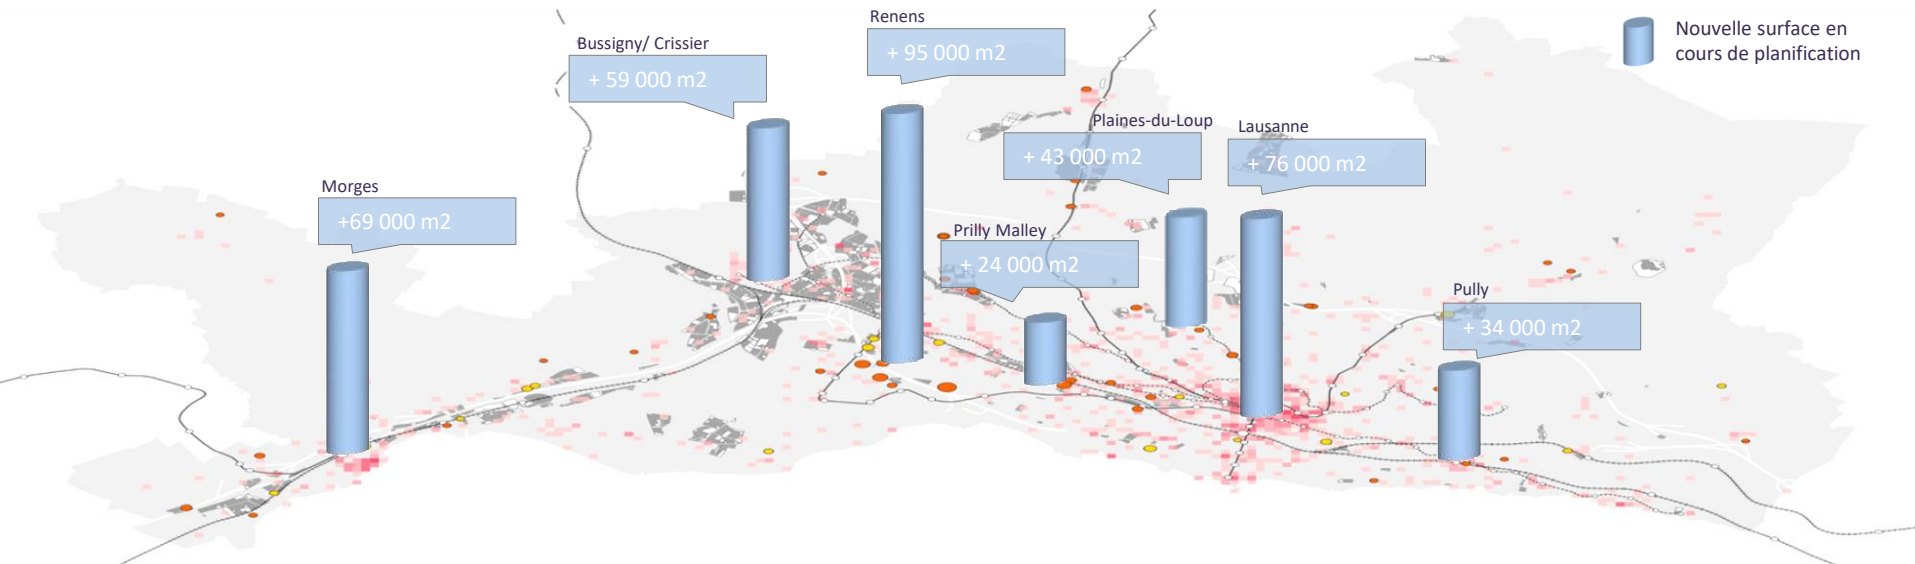 Renens
+ 95 000 m2
Nouvelle surface en
cours de planification
Bussigny/ Crissier
+ 59 000 m2
Plaines-du-Loup
+ 43 000 m2
Lausanne
+ 76 000 m2
Morges
+69 000 m2
Prilly Malley
+ 24 000 m2
Pully
+ 34 000 m2